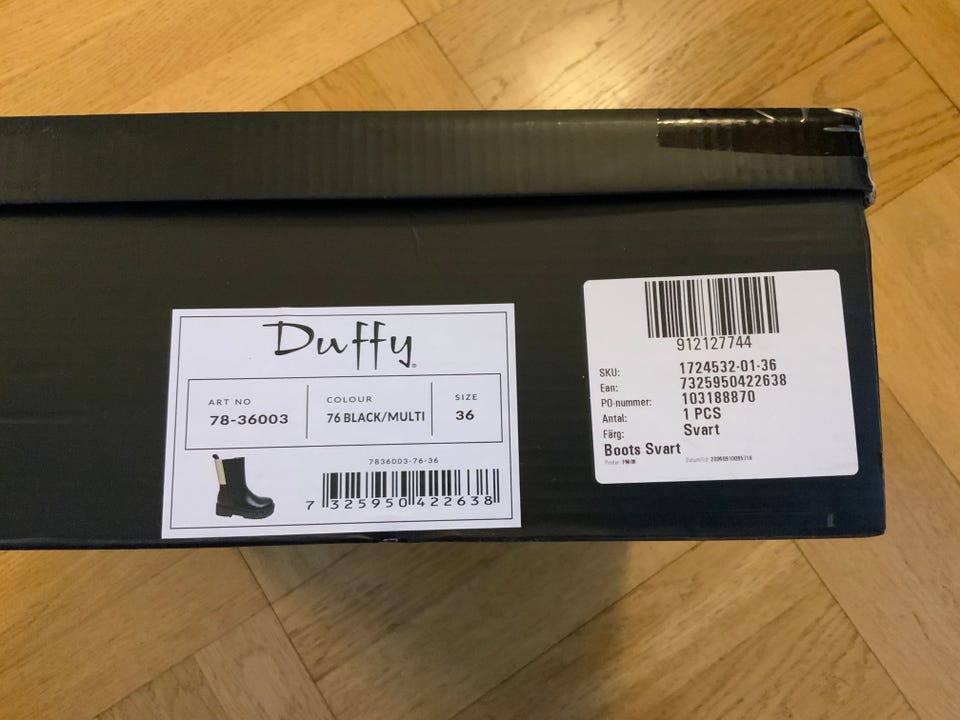 Duffy
ART NO
78-36003
COLOUR
76 BLACK/MULTI
SIZE
36
7836003-76-36
7 325950 422638
912127744
SKU: 1724532-01-36
Ean: 7325950422638
PO-nummer: 103188870
Antal: 1 PCS
Färg: Svart
Boots Svart